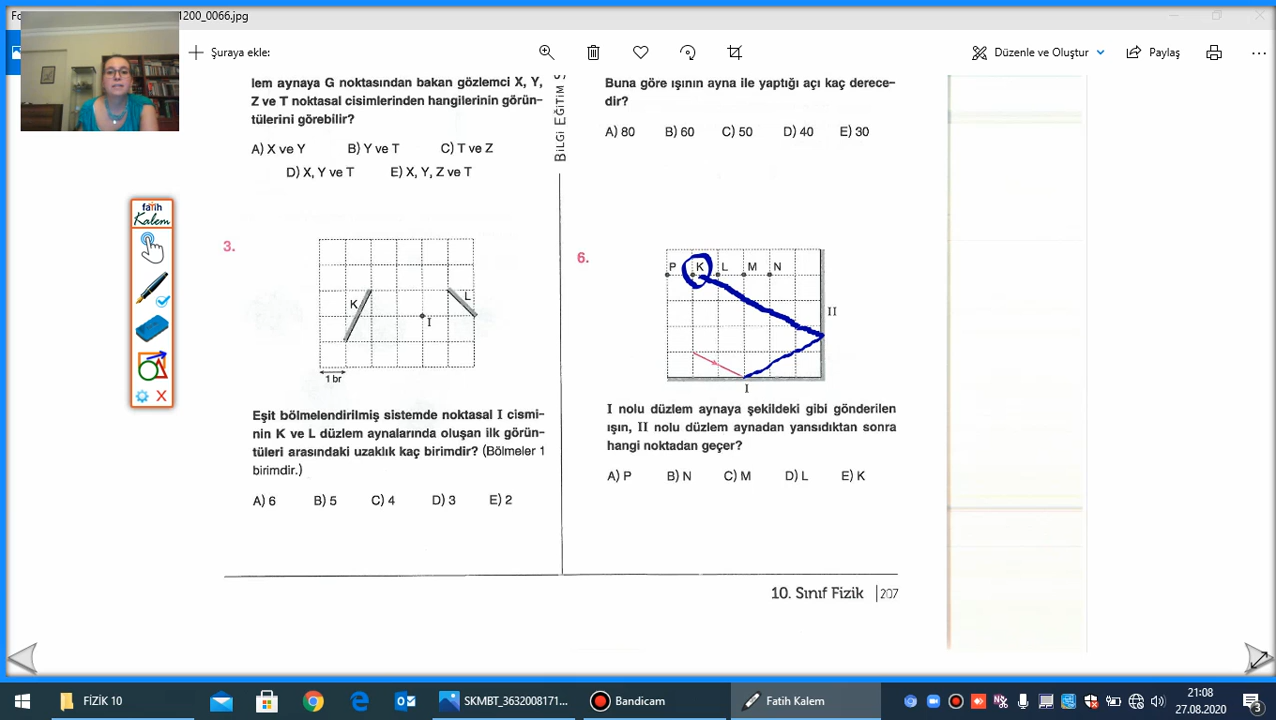 1200_0066.jpg
Şuraya ekle:
Düzenle ve Oluştur
Paylaş
lem aynaya G noktasından bakan gözlemci X, Y,
Z ve T noktasal cisimlerinden hangilerinin görün-
tülerini görebilir?
A) X ve Y B) Y ve T C) T ve Z
D) X, Y ve T E) X, Y, Z ve T
fatih
Kalem
3.
K
L
I
1 br
Eşit bölmelendirilmiş sistemde noktasal I cismi-
nin K ve L düzlem aynalarında oluşan ilk görün-
tüleri arasındaki uzaklık kaç birimdir? (Bölmeler 1
birimdir.)
A) 6 B) 5 C) 4 D) 3 E) 2
BİLGİ EĞİTİM
Buna göre ışının ayna ile yaptığı açı kaç derece-
dir?
A) 80 B) 60 C) 50 D) 40 E) 30
6.
P K L M N
II
I
I nolu düzlem aynaya şekildeki gibi gönderilen
ışın, II nolu düzlem aynadan yansıdıktan sonra
hangi noktadan geçer?
A) P B) N C) M D) L E) K
10. Sınıf Fizik 207
FİZİK 10
SKMBT_3632008171...
Bandicam
Fatih Kalem
21:08
27.08.2020